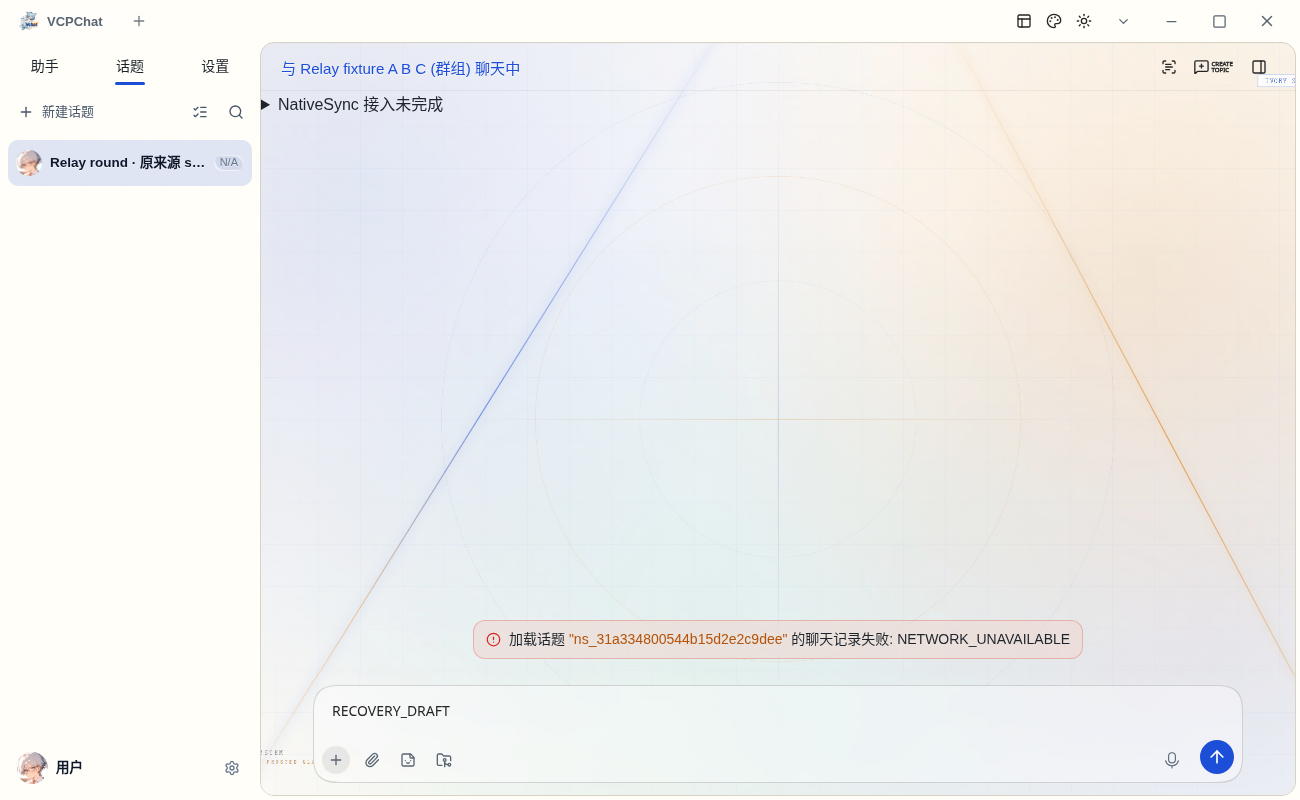 VCPChat
助手 话题 设置
新建话题
Relay round · 原来源 s… N/A
用户
与 Relay fixture A B C (群组) 聊天中
CREATE
TOPIC
NativeSync 接入未完成
加载话题 "ns_31a334800544b15d2e2c9dee" 的聊天记录失败: NETWORK_UNAVAILABLE
RECOVERY_DRAFT